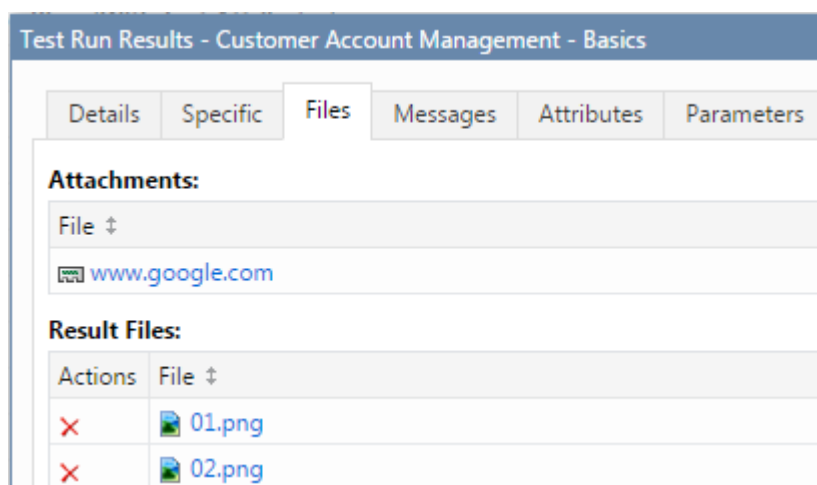 Test Run Results - Customer Account Management - Basics
Details Specific Files Messages Attributes Parameters
Attachments:
File
www.google.com
Result Files:
Actions File
01.png
02.png